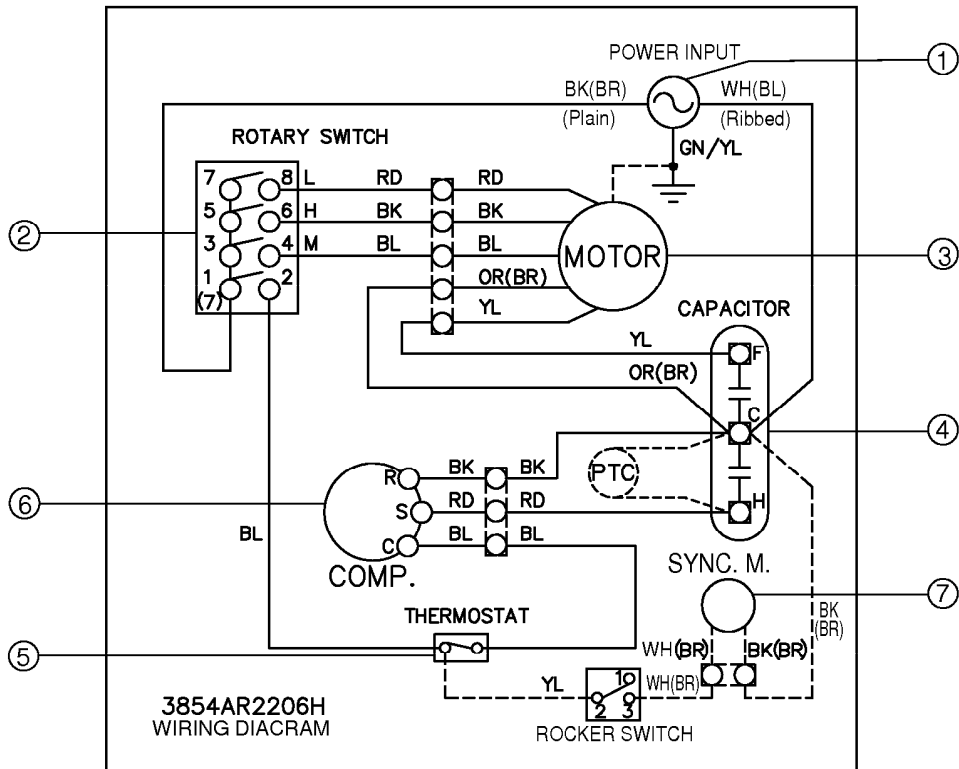 POWER INPUT
1
BK(BR)
WH(BL)
(Plain)
(Ribbed)
GN/YL
ROTARY SWITCH
7 8 L RD RD
5 6 H BK BK
2
3 4 M BL BL
MOTOR
3
1 2
(7)
OR(BR)
YL
CAPACITOR
YL
F
OR(BR)
C
4
PTC
R BK BK
6
S RD RD
H
BL
C BL BL
COMP.
SYNC. M.
7
THERMOSTAT
BK
(BR)
5
WH(BR) BK(BR)
YL
1
WH(BR)
2 3
3854AR2206H
WIRING DIACRAM
ROCKER SWITCH